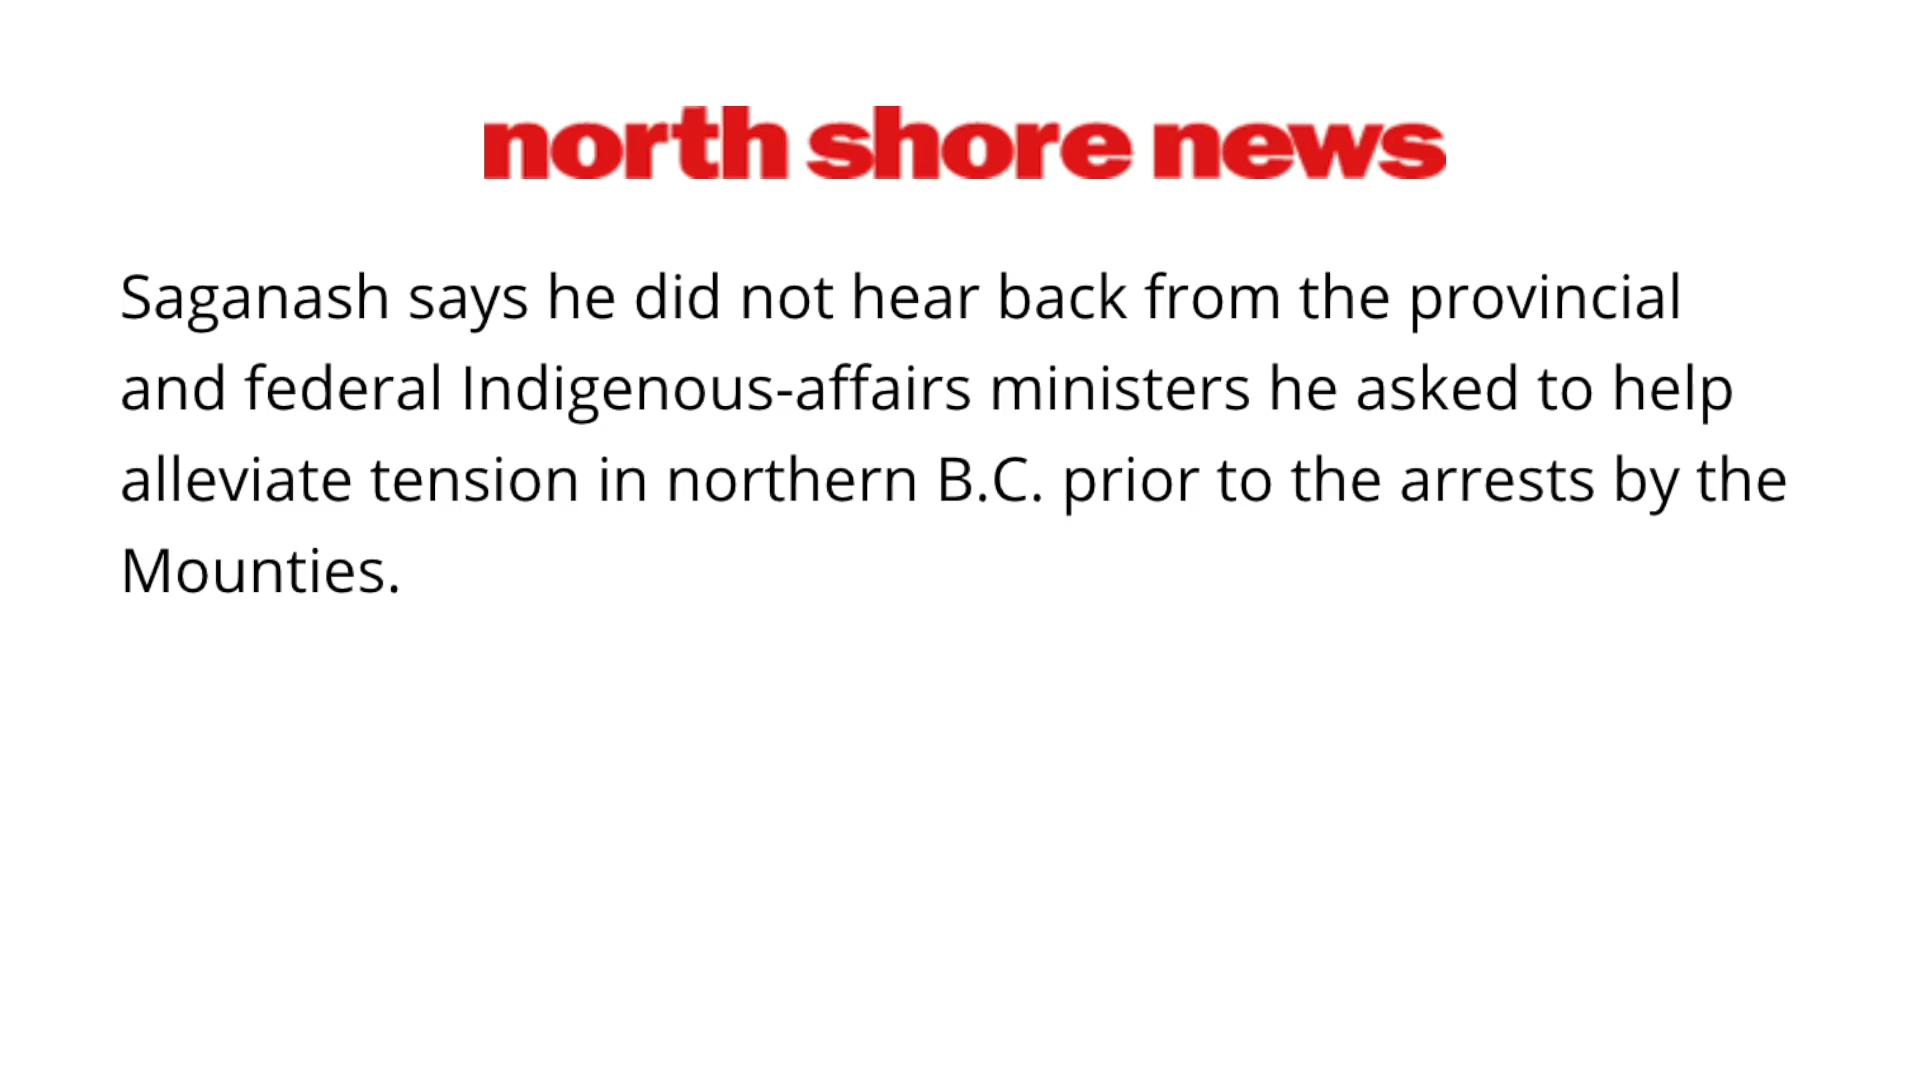 north shore news
Saganash says he did not hear back from the provincial
and federal Indigenous-affairs ministers he asked to help
alleviate tension in northern B.C. prior to the arrests by the
Mounties.